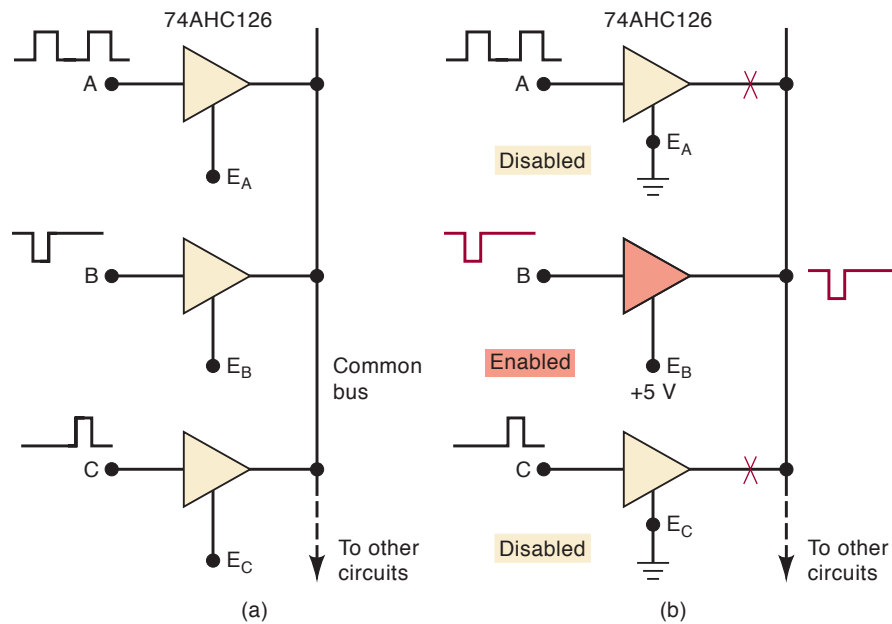 74AHC126
A
E_A
B
E_B
Common
bus
C
E_C
To other
circuits
(a)
74AHC126
A
E_A
Disabled
B
Enabled
E_B
+5 V
C
E_C
Disabled
To other
circuits
(b)